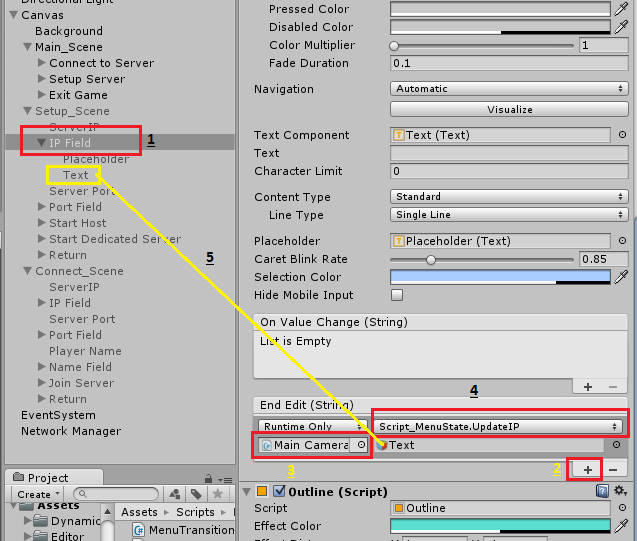 Directional Light
Canvas
Background
Main_Scene
Connect to Server
Setup Server
Exit Game
Setup_Scene
ServerIP
IP Field
1
Placeholder
Text
Server Port
Port Field
Start Host
Start Dedicated Server
Return
5
Connect_Scene
ServerIP
IP Field
Server Port
Port Field
Player Name
Name Field
Join Server
Return
EventSystem
Network Manager
Project
Create
Assets
Dynamic
Editor
Assets
Scripts
MenuTransition
Pressed Color
Disabled Color
Color Multiplier
1
Fade Duration
0.1
Navigation
Automatic
Visualize
Text Component
Text (Text)
Text
Character Limit
0
Content Type
Standard
Line Type
Single Line
Placeholder
Placeholder (Text)
Caret Blink Rate
0.85
Selection Color
Hide Mobile Input
On Value Change (String)
List is Empty
4
End Edit (String)
Runtime Only
Script_MenuState.UpdateIP
Main Camera
Text
3
2
Outline (Script)
Script
Outline
Effect Color